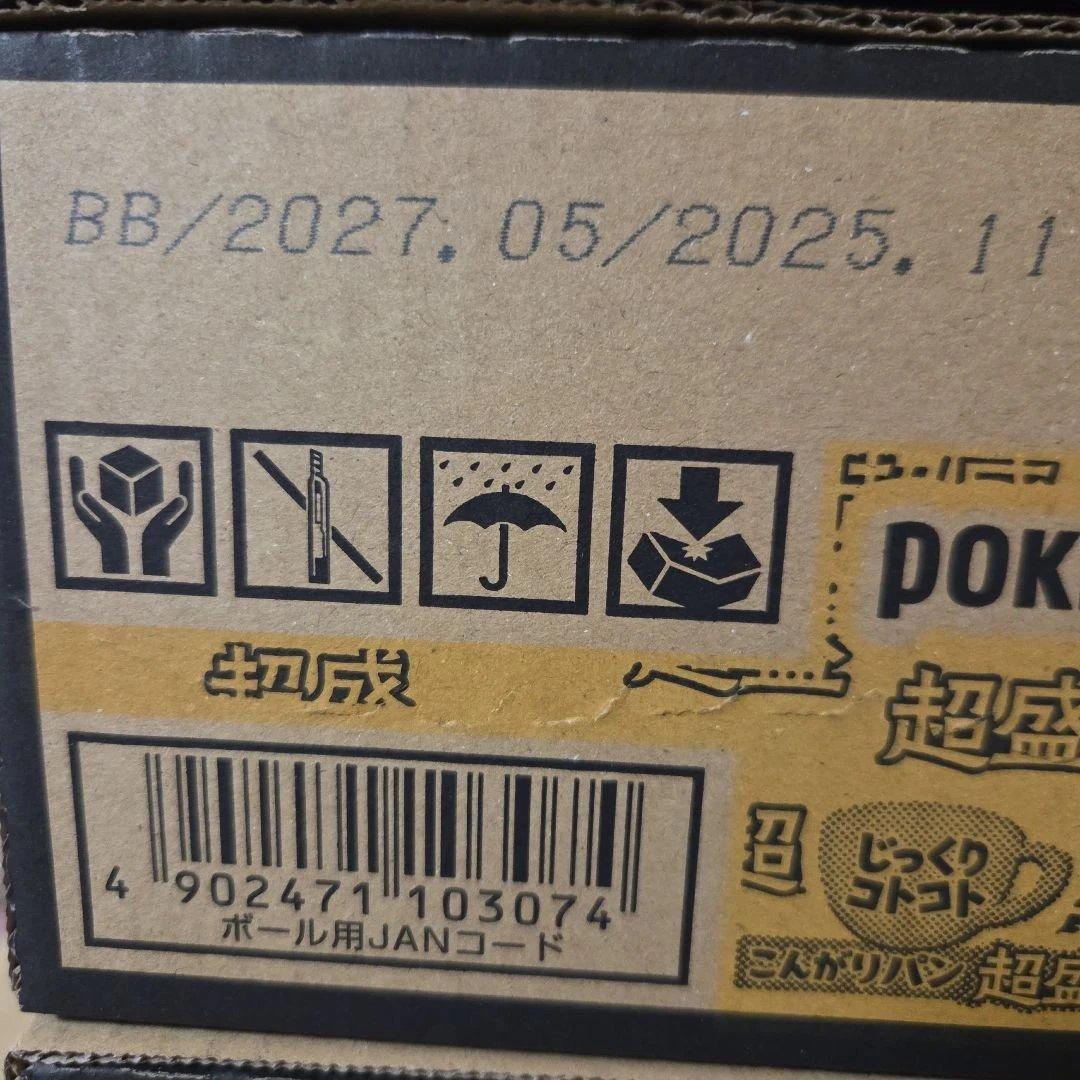 BB/2027.05/2025.11
POK
超盛
超盛
4 902471 103074
ボール用JANコード
超
じっくり
コトコト
こんがりパン 超盛